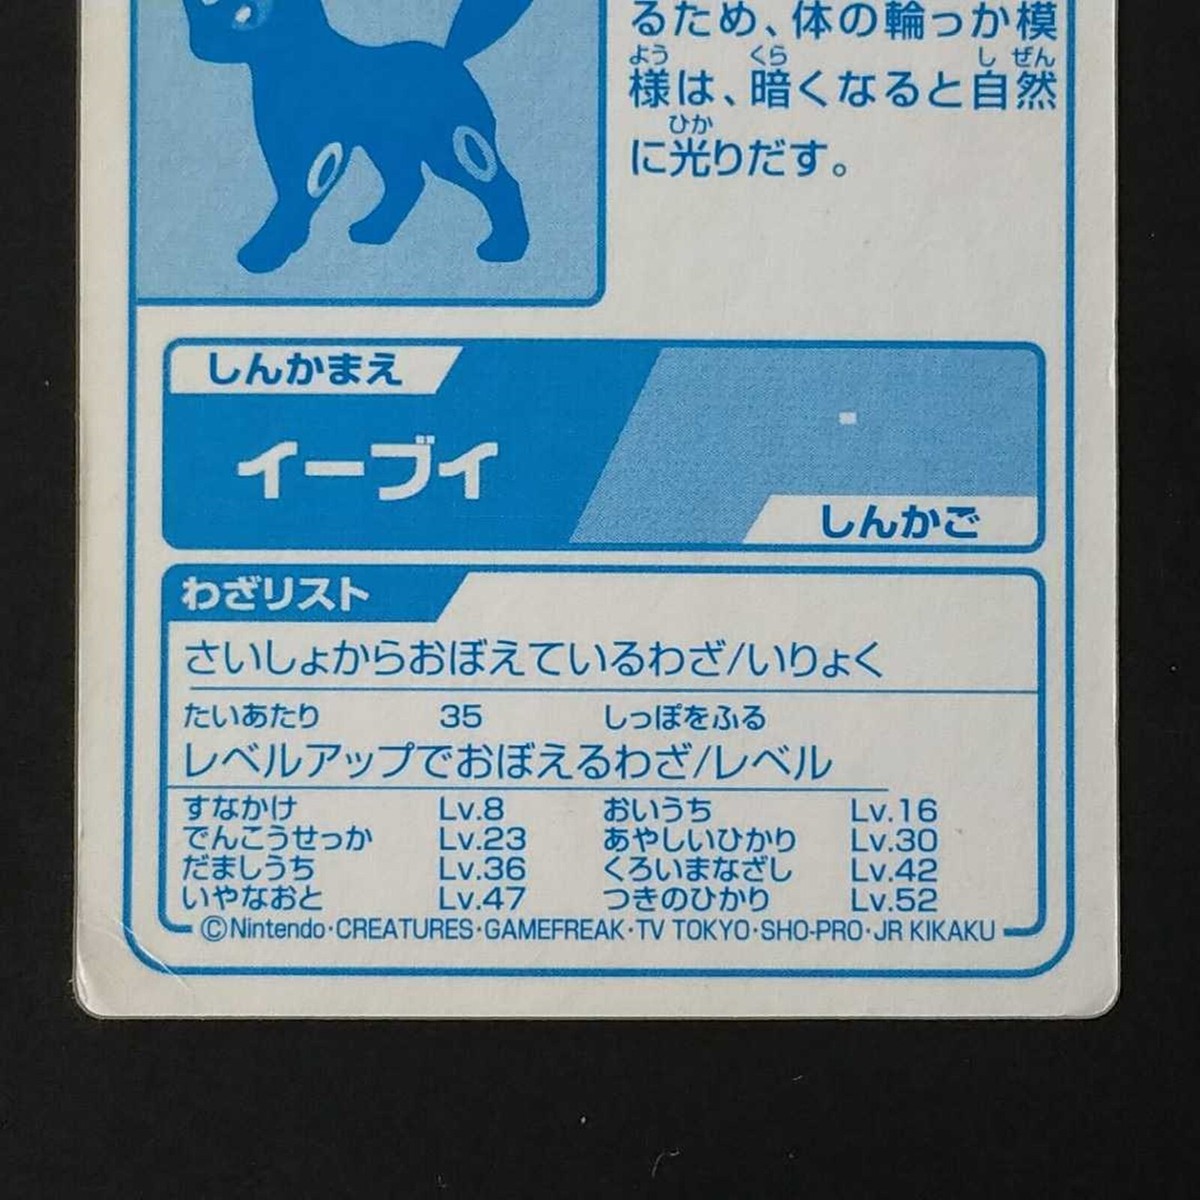 るため、体の輪っか模
よう くら し ぜん
様は、暗くなると自然
ひか
に光りだす。
しんかまえ
イーブイ
しんかご
わざリスト
さいしょからおぼえているわざ/いりょく
たいあたり 35 しっぽをふる
レベルアップでおぼえるわざ/レベル
すなかけ Lv.8 おいうち Lv.16
でんこうせっか Lv.23 あやしいひかり Lv.30
だましうち Lv.36 くろいまなざし Lv.42
いやなおと Lv.47 つきのひかり Lv.52
©Nintendo・CREATURES・GAMEFREAK・TV TOKYO・SHO-PRO・JR KIKAKU